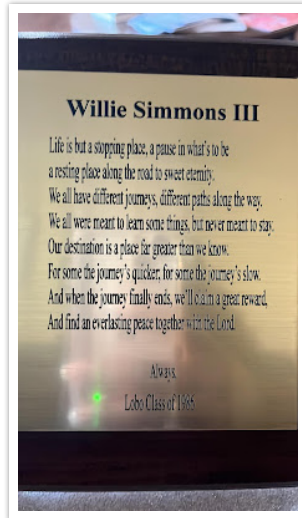 Willie Simmons III
Life is but a stopping place, a pause in what's to be
a resting place along the road to sweet eternity.
We all have different journeys, different paths along the way.
We all were meant to learn some things, but never meant to stay.
Our destination is a place far greater than we know.
For some the journey's quicker, for some the journey's slow.
And when the journey finally ends, we'll claim a great reward,
And find an everlasting peace together with the Lord.
Always,
Lobo Class of 1986